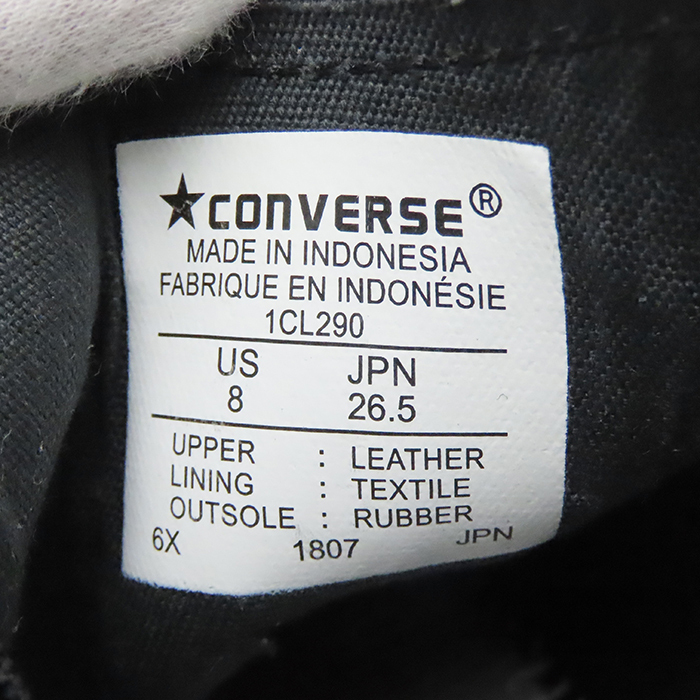 ★CONVERSE®
MADE IN INDONESIA
FABRIQUE EN INDONÉSIE
1CL290
US JPN
8 26.5
UPPER : LEATHER
LINING : TEXTILE
OUTSOLE : RUBBER
6X 1807 JPN